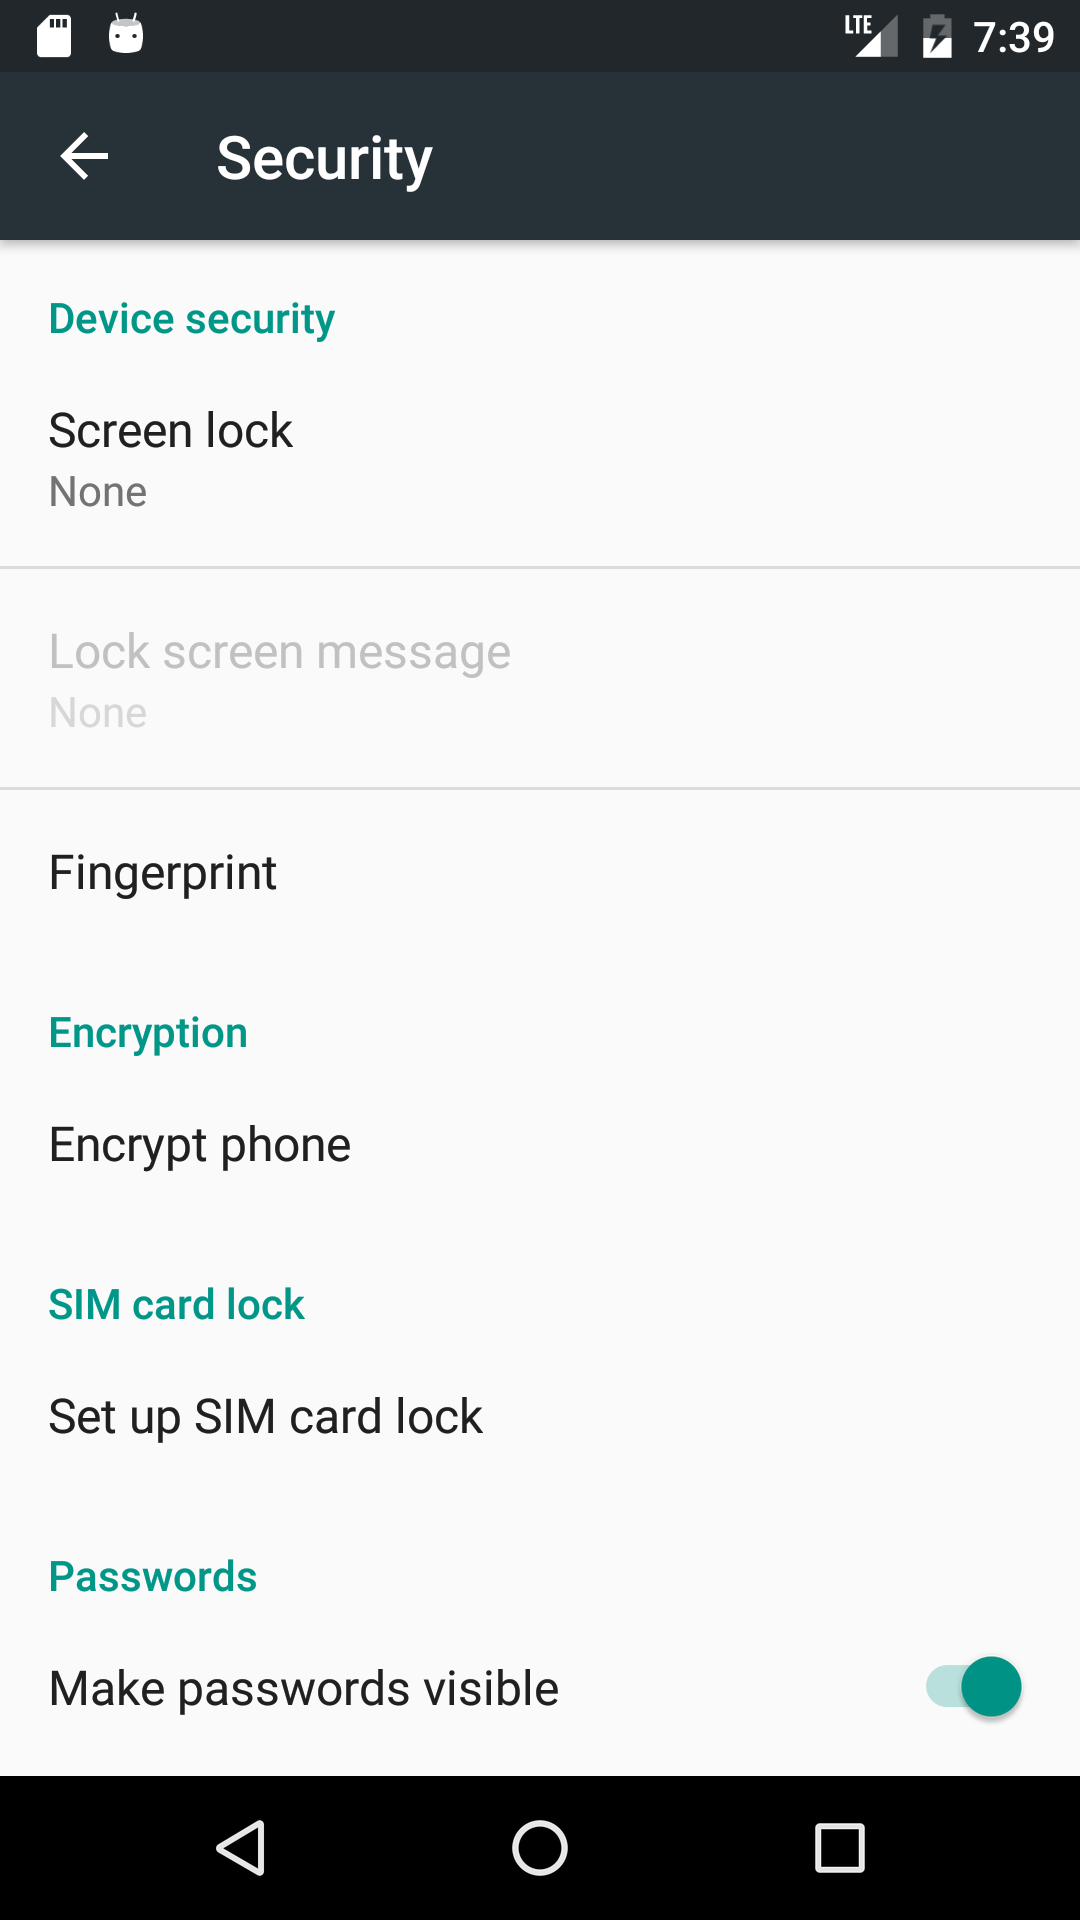 LTE 7:39
Security
Device security
Screen lock
None
Lock screen message
None
Fingerprint
Encryption
Encrypt phone
SIM card lock
Set up SIM card lock
Passwords
Make passwords visible